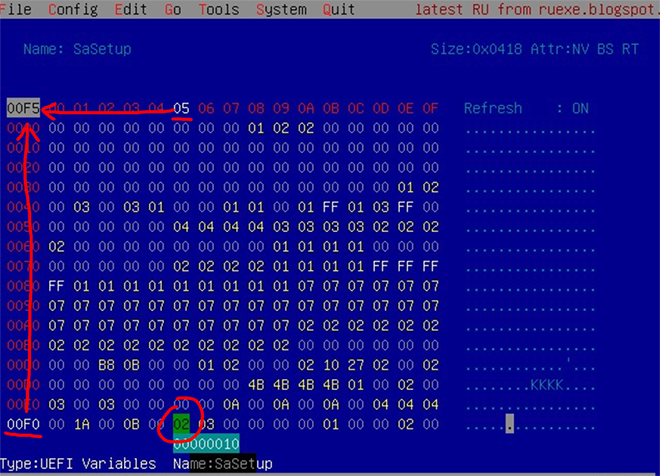 File Config Edit Go Tools System Quit latest RU from ruexe.blogspot.
Name: SaSetup Size:0x0418 Attr:NV BS RT
00F5 00 01 02 03 04 05 06 07 08 09 0A 0B 0C 0D 0E 0F Refresh : ON
0000 00 00 00 00 00 00 00 00 01 02 02 00 00 00 00 00 ................
0010 00 00 00 00 00 00 00 00 00 00 00 00 00 00 00 00 ................
0020 00 00 00 00 00 00 00 00 00 00 00 00 00 00 00 00 ................
0030 00 00 00 00 00 00 00 00 00 00 00 00 00 00 01 02 ................
0040 00 03 00 03 01 00 00 01 01 00 01 FF 01 03 FF 00 ................
0050 00 00 00 00 00 04 04 04 04 03 03 03 03 02 02 02 ................
0060 02 00 00 00 00 00 00 00 00 01 01 01 01 00 00 00 ................
0070 00 00 00 00 00 02 02 02 02 01 01 01 01 FF FF FF ................
0080 FF 01 01 01 01 01 01 01 01 01 01 01 01 01 01 01 ................
0090 07 07 07 07 07 07 07 07 07 07 07 07 07 07 07 07 ................
00A0 07 07 07 07 07 07 07 07 07 07 02 02 02 02 02 02 ................
00B0 02 02 02 02 02 02 02 02 02 00 00 00 00 00 00 00 ................
00C0 00 00 B8 0B 00 00 01 02 00 00 02 10 27 02 00 02 ............'...
00D0 00 00 00 00 00 00 00 00 4B 4B 4B 4B 01 00 02 00 ........KKKK....
00E0 03 00 03 00 00 00 00 0A 00 0A 00 0A 00 04 04 04 ................
00F0 00 1A 00 0B 00 02 03 00 00 00 00 01 00 00 02 00 ................
00000010
Type:UEFI Variables Name:SaSetup